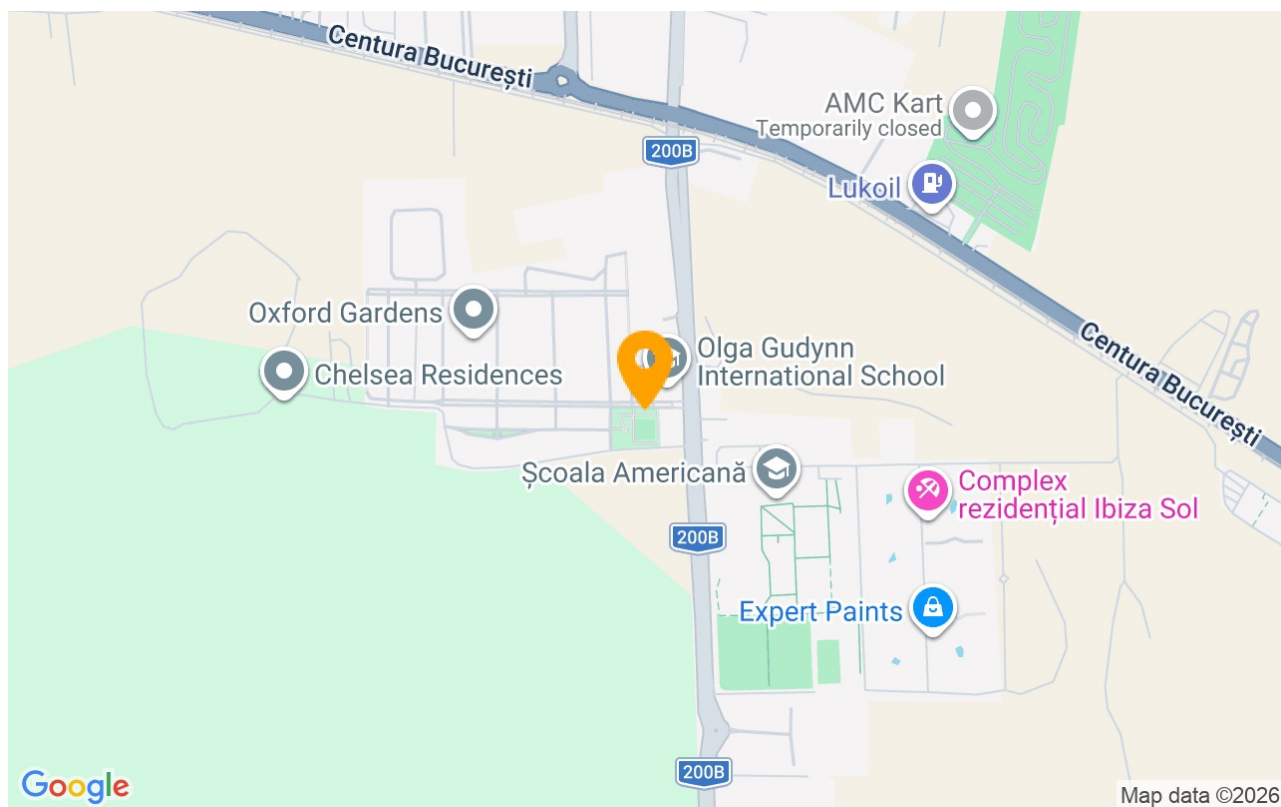 Centura București
AMC Kart
Temporarily closed
200B
Lukoil
Oxford Gardens
Centura București
Olga Gudynn
International School
Chelsea Residences
Școala Americană
Complex
rezidențial Ibiza Sol
200B
Expert Paints
200B
Google
Map data ©2026